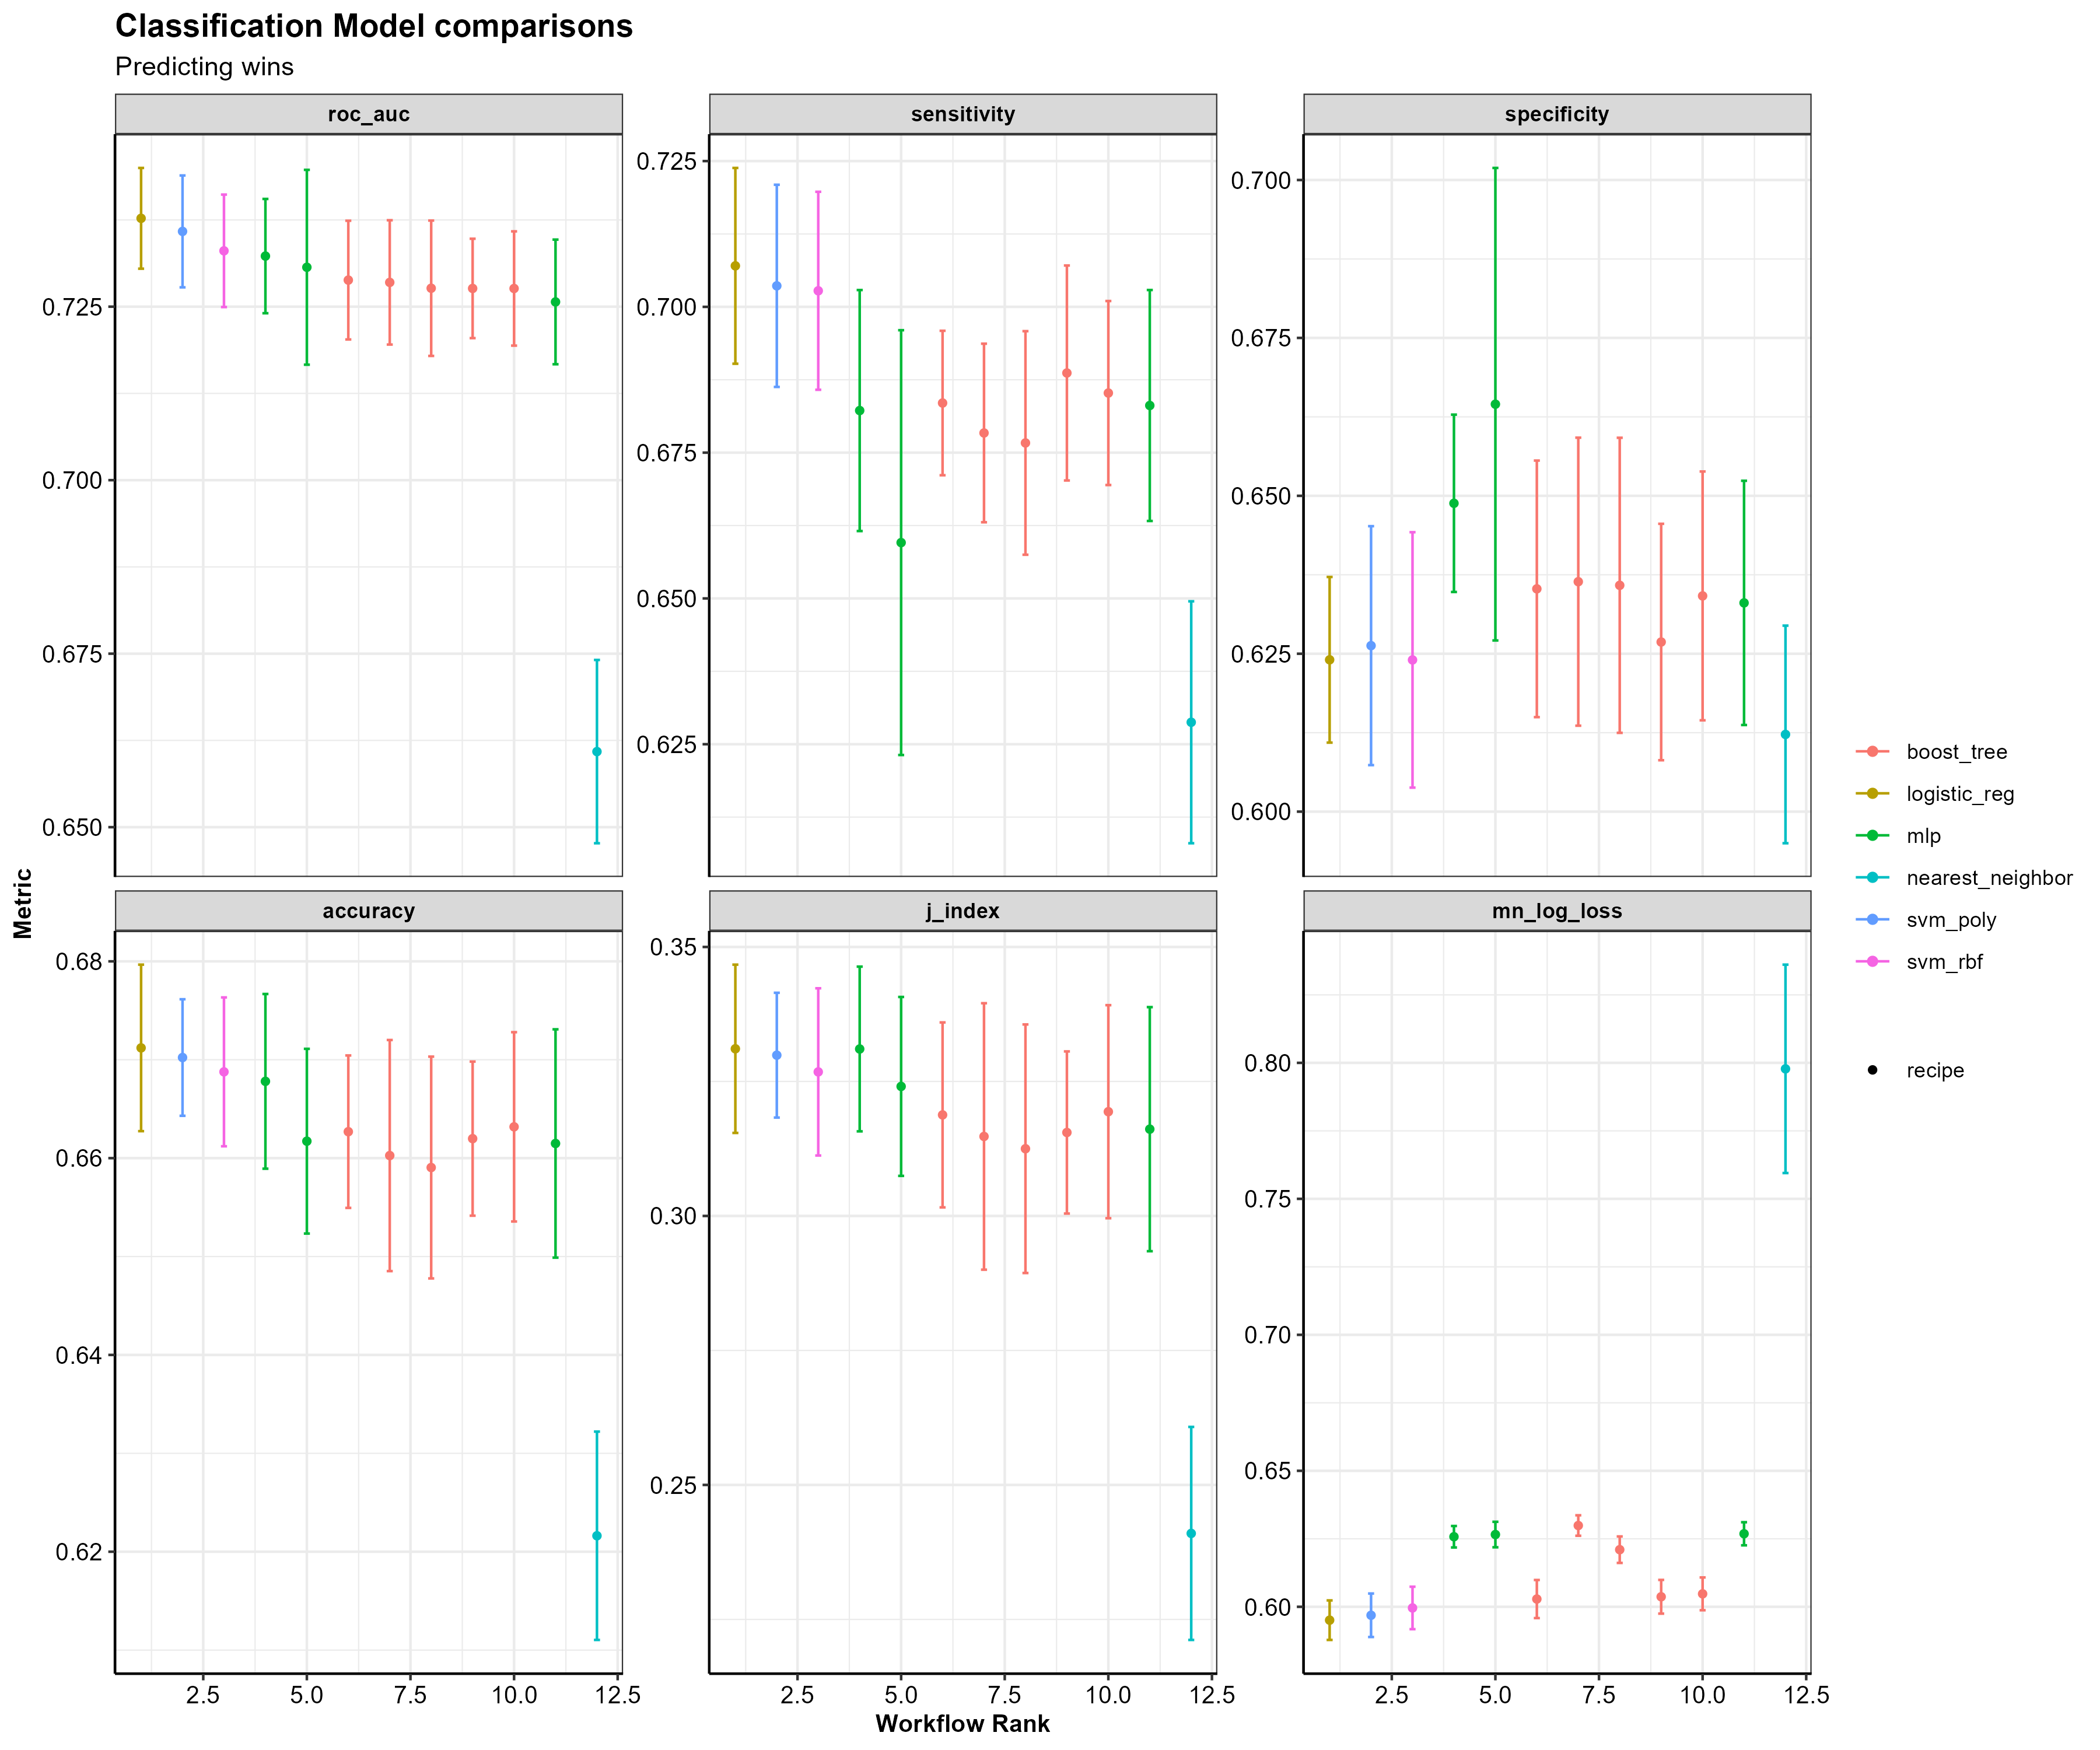 Classification Model comparisons
Predicting wins
roc_auc
sensitivity
specificity
0.725
0.700
0.675
0.650
0.725
0.700
0.675
0.650
0.625
0.700
0.675
0.650
0.625
0.600
Metric
accuracy
j_index
mn_log_loss
0.68
0.66
0.64
0.62
0.35
0.30
0.25
0.80
0.75
0.70
0.65
0.60
2.5 5.0 7.5 10.0 12.5
2.5 5.0 7.5 10.0 12.5
2.5 5.0 7.5 10.0 12.5
Workflow Rank
boost_tree
logistic_reg
mlp
nearest_neighbor
svm_poly
svm_rbf
recipe